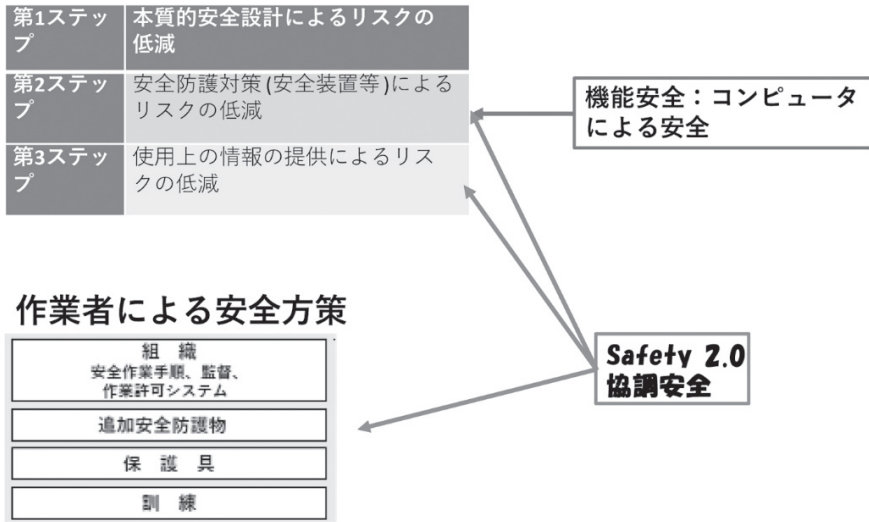 第1ステッ
プ
本質的安全設計によるリスクの
低減
第2ステッ
プ
安全防護対策(安全装置等)による
リスクの低減
第3ステッ
プ
使用上の情報の提供によるリス
クの低減
機能安全：コンピュータ
による安全
作業者による安全方策
組　織
安全作業手順、監督、
作業許可システム
追加安全防護物
保　護　具
訓　練
Safety 2.0
協調安全